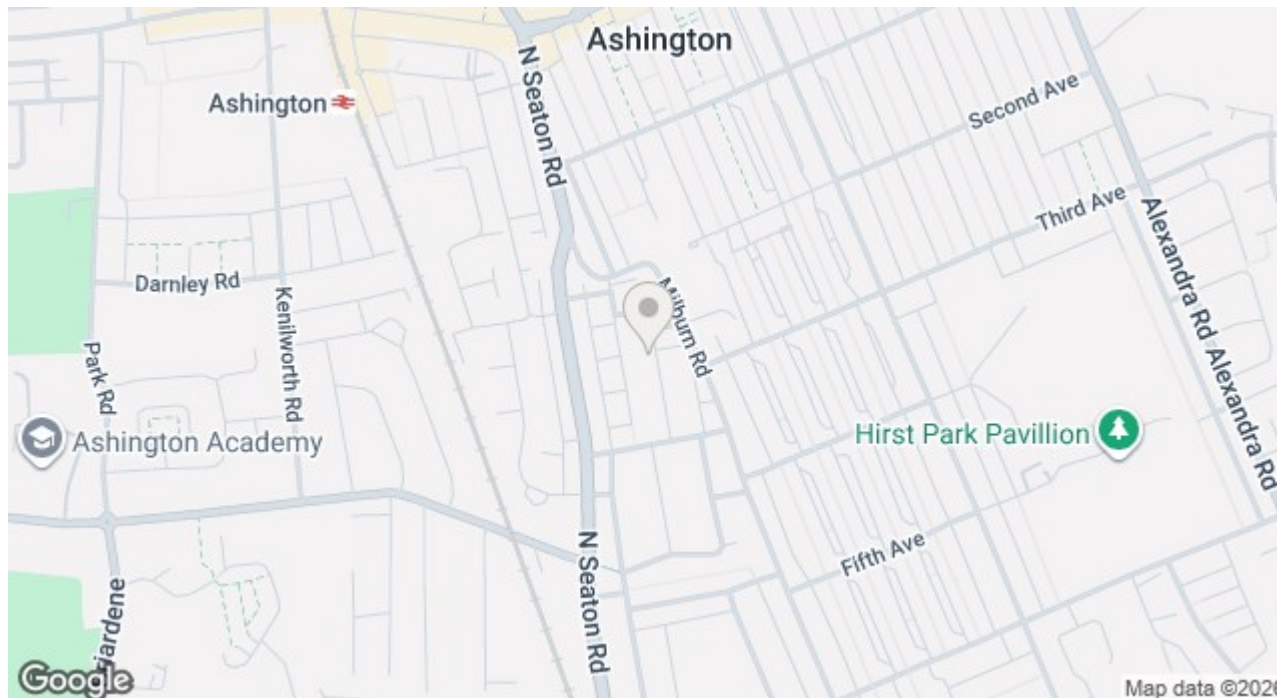 Ashington
Ashington
N Seaton Rd
Second Ave
Third Ave
Alexandra Rd
Alexandra Rd
Darnley Rd
Kenilworth Rd
Milburn Rd
Park Rd
Ashington Academy
Hirst Park Pavillion
Fifth Ave
N Seaton Rd
Google
Map data ©2026